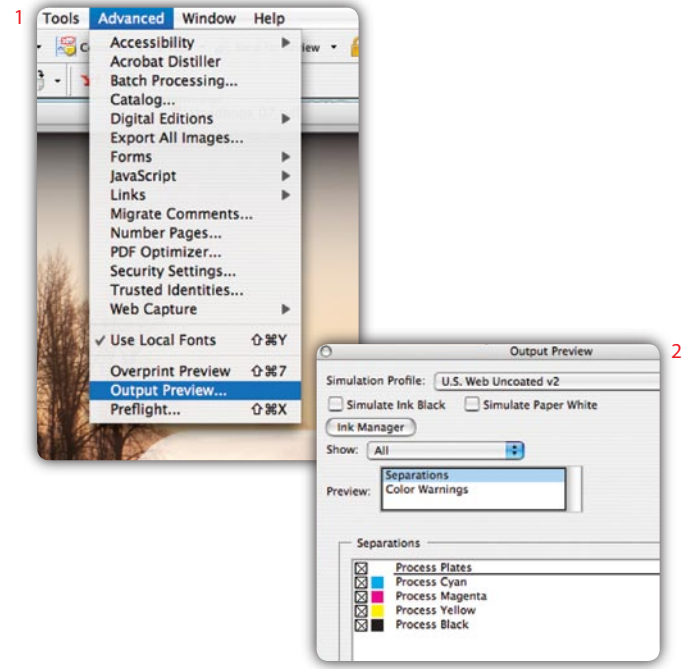 1
Tools Advanced Window Help
Accessibility
Acrobat Distiller
Batch Processing...
Catalog...
Digital Editions
Export All Images...
Forms
JavaScript
Links
Migrate Comments...
Number Pages...
PDF Optimizer...
Security Settings...
Trusted Identities...
Web Capture
✓ Use Local Fonts ⇧⌘Y
Overprint Preview ⇧⌘7
Output Preview...
Preflight... ⇧⌘X
2
Output Preview
Simulation Profile: U.S. Web Uncoated v2
Simulate Ink Black Simulate Paper White
Ink Manager
Show: All
Preview: Separations
Color Warnings
Separations
Process Plates
Process Cyan
Process Magenta
Process Yellow
Process Black